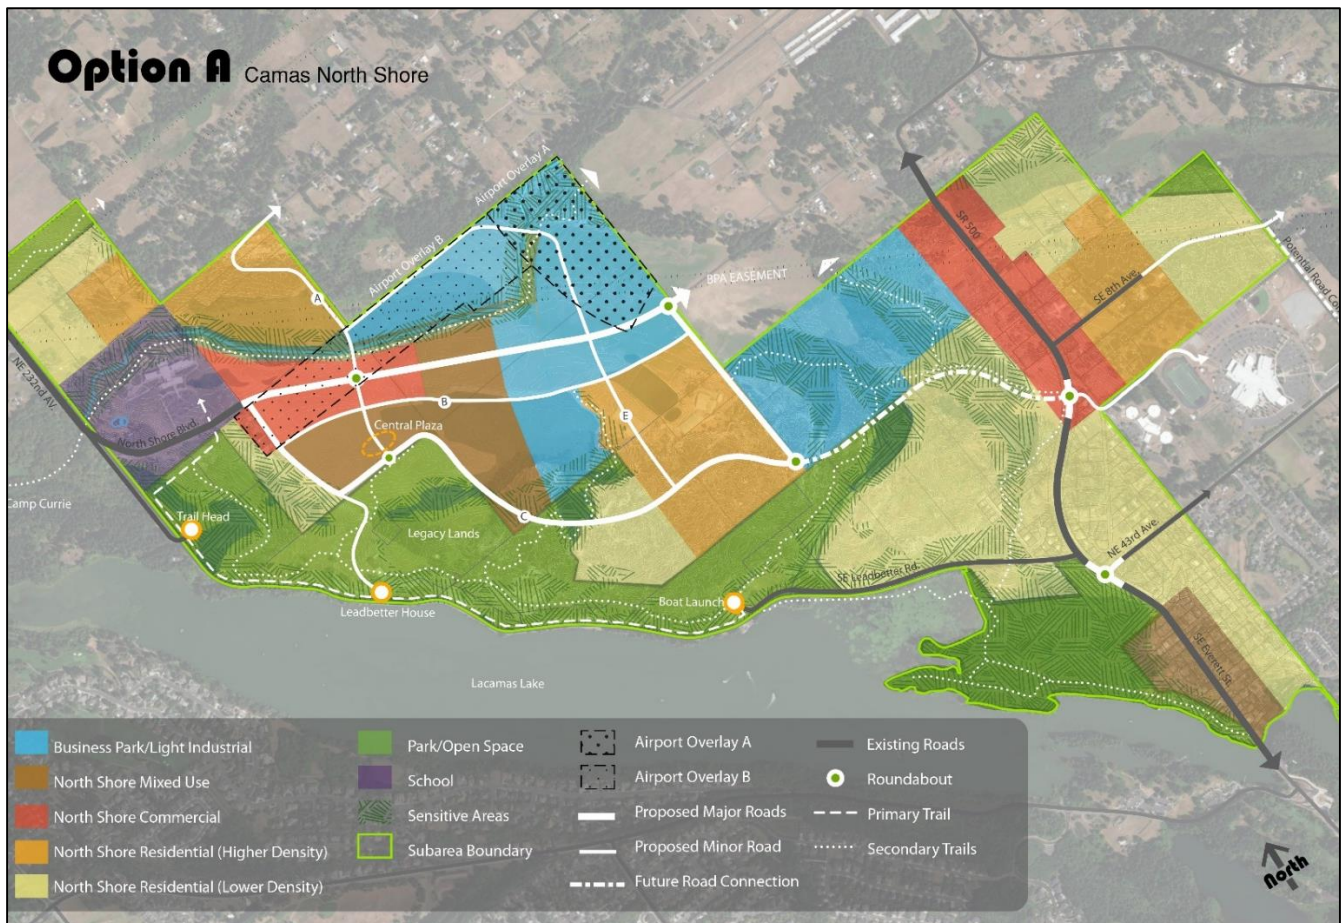 Option A Camas North Shore
Airport Overlay A
Airport Overlay B
BPA EASEMENT
SR 500
SE 8th Ave.
Potential Road Co
A
NE 232nd AV.
North Shore Blvd.
B
E
Central Plaza
C
Camp Currie
Trail Head
Legacy Lands
Leadbetter House
Boat Launch
SE Leadbetter Rd.
NE 43rd Ave.
SE Everett St.
Lacamas Lake
Business Park/Light Industrial
North Shore Mixed Use
North Shore Commercial
North Shore Residential (Higher Density)
North Shore Residential (Lower Density)
Park/Open Space
School
Sensitive Areas
Subarea Boundary
Airport Overlay A
Airport Overlay B
Proposed Major Roads
Proposed Minor Road
Future Road Connection
Existing Roads
Roundabout
Primary Trail
Secondary Trails
North